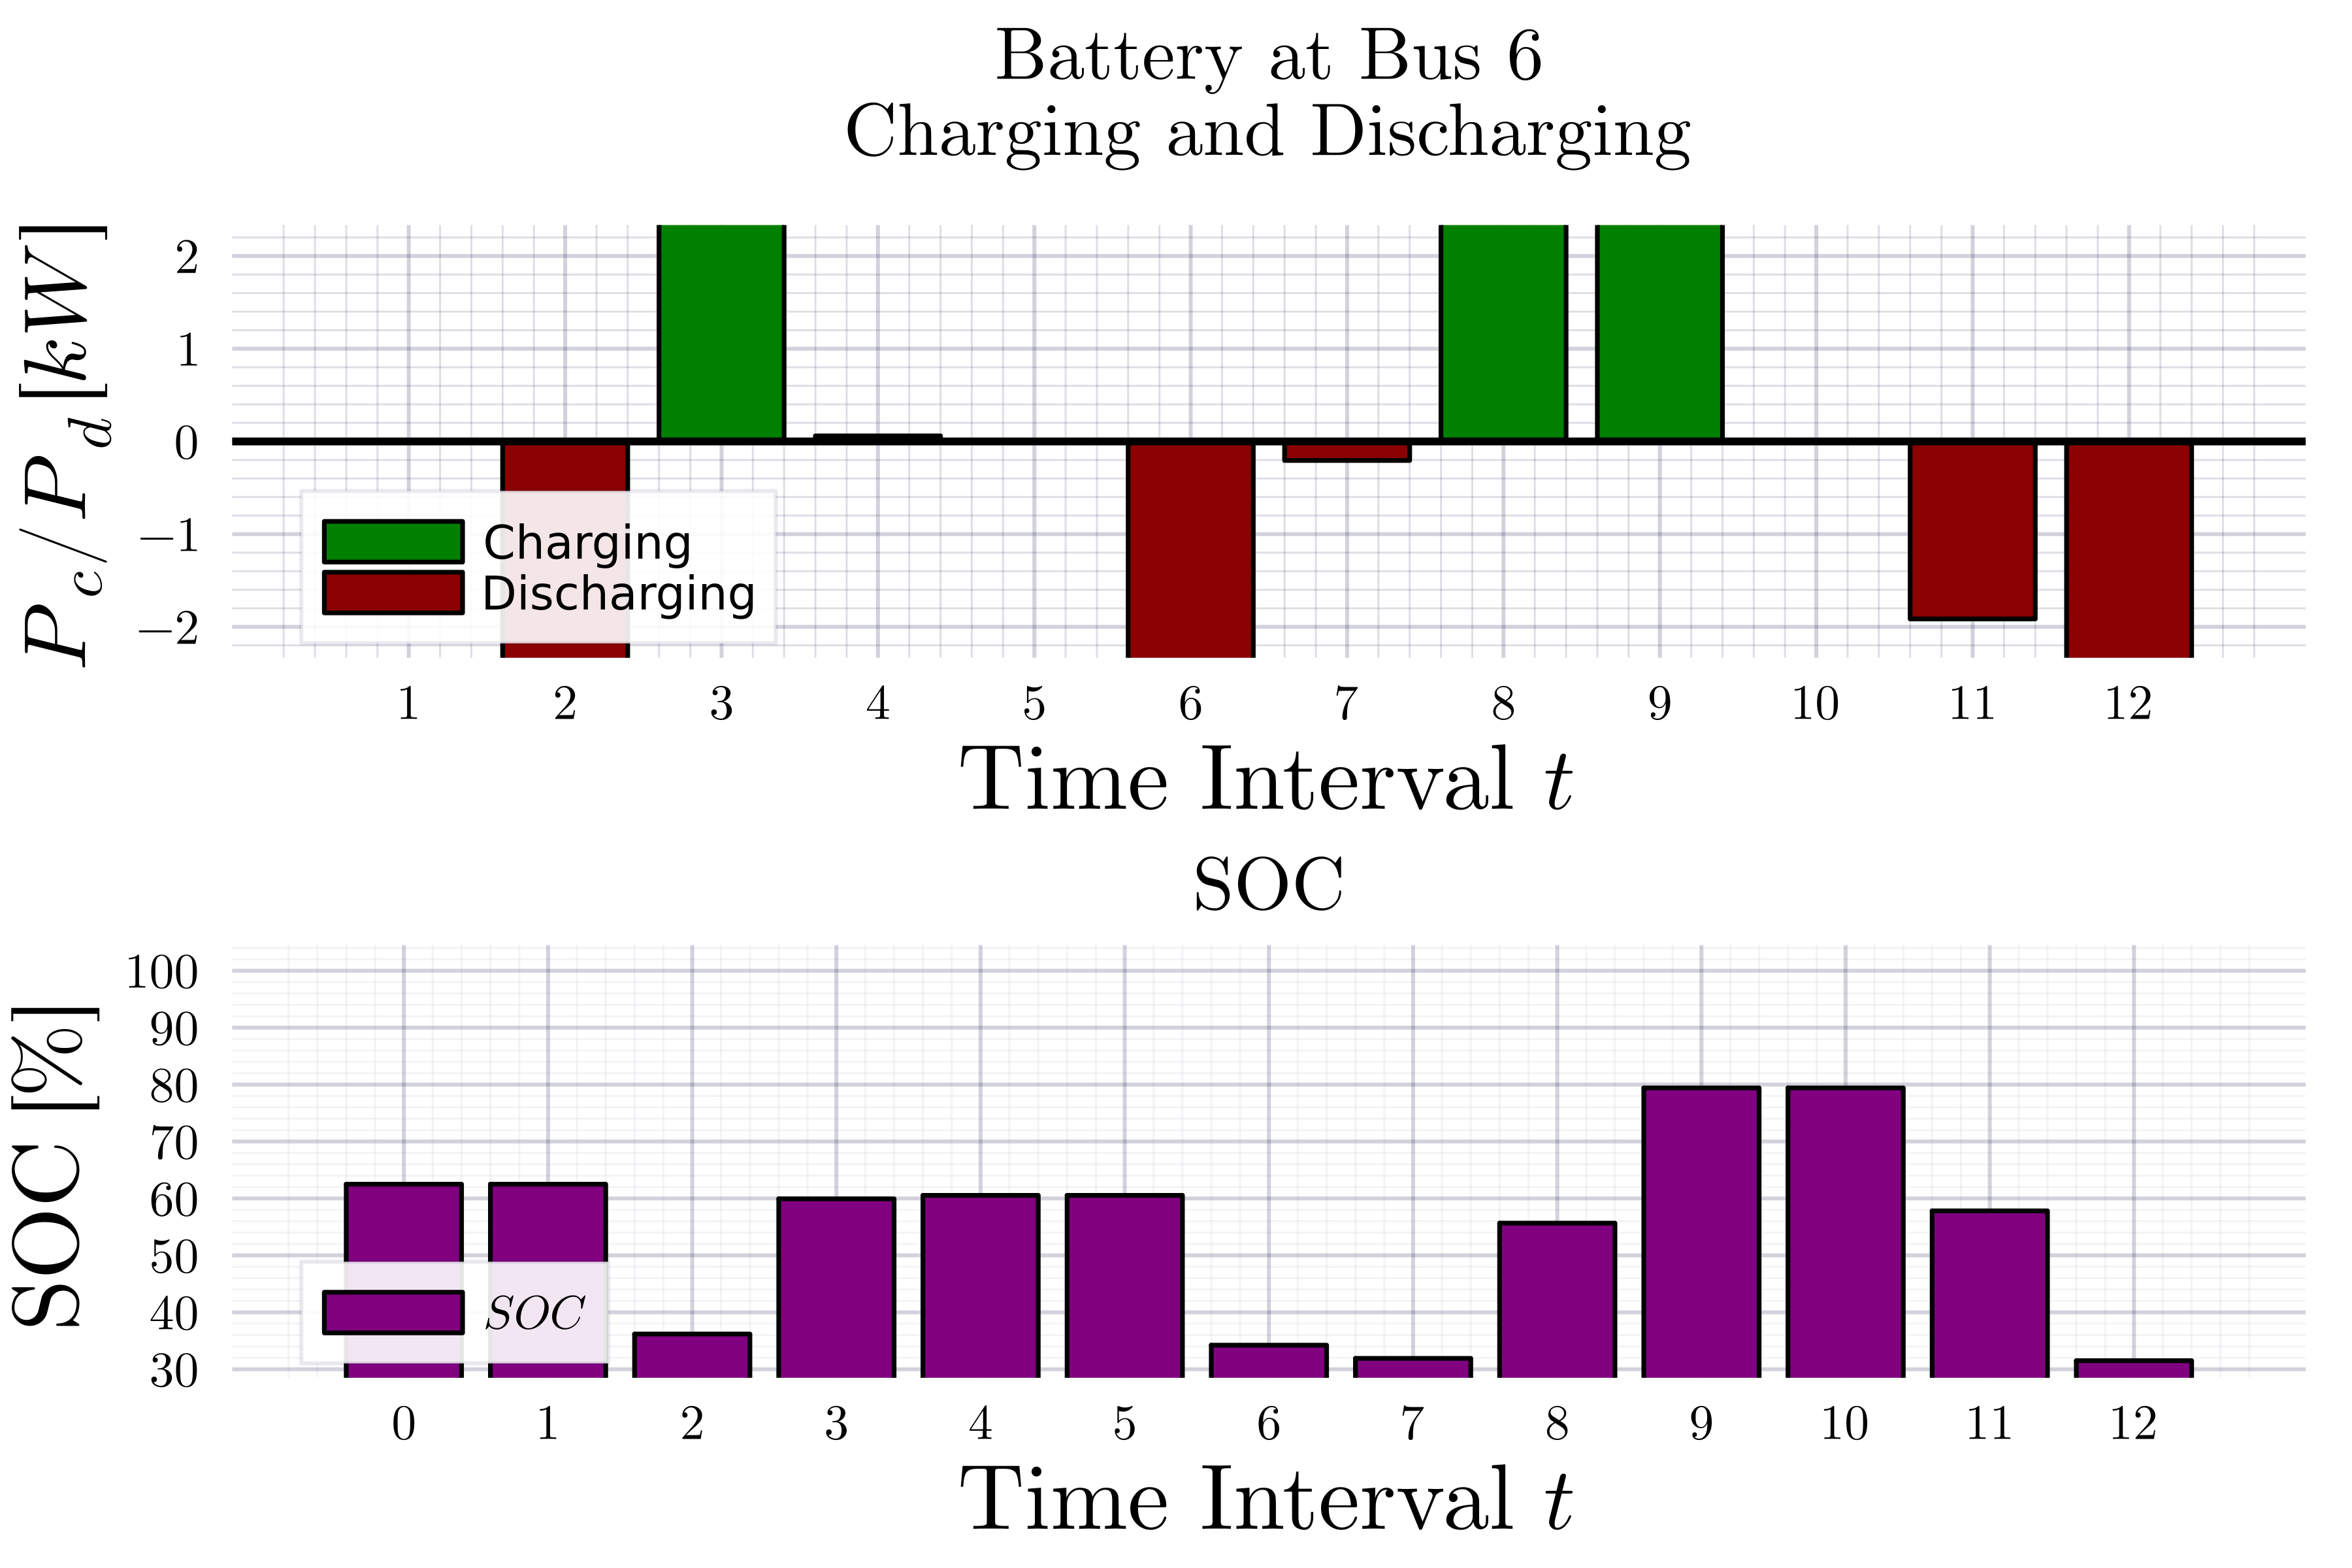 Battery at Bus 6
Charging and Discharging
P_c/P_d [kW]
2
1
0
−1
−2
Charging
Discharging
1 2 3 4 5 6 7 8 9 10 11 12
Time Interval t
SOC
SOC [%]
100
90
80
70
60
50
40
30
SOC
0 1 2 3 4 5 6 7 8 9 10 11 12
Time Interval t